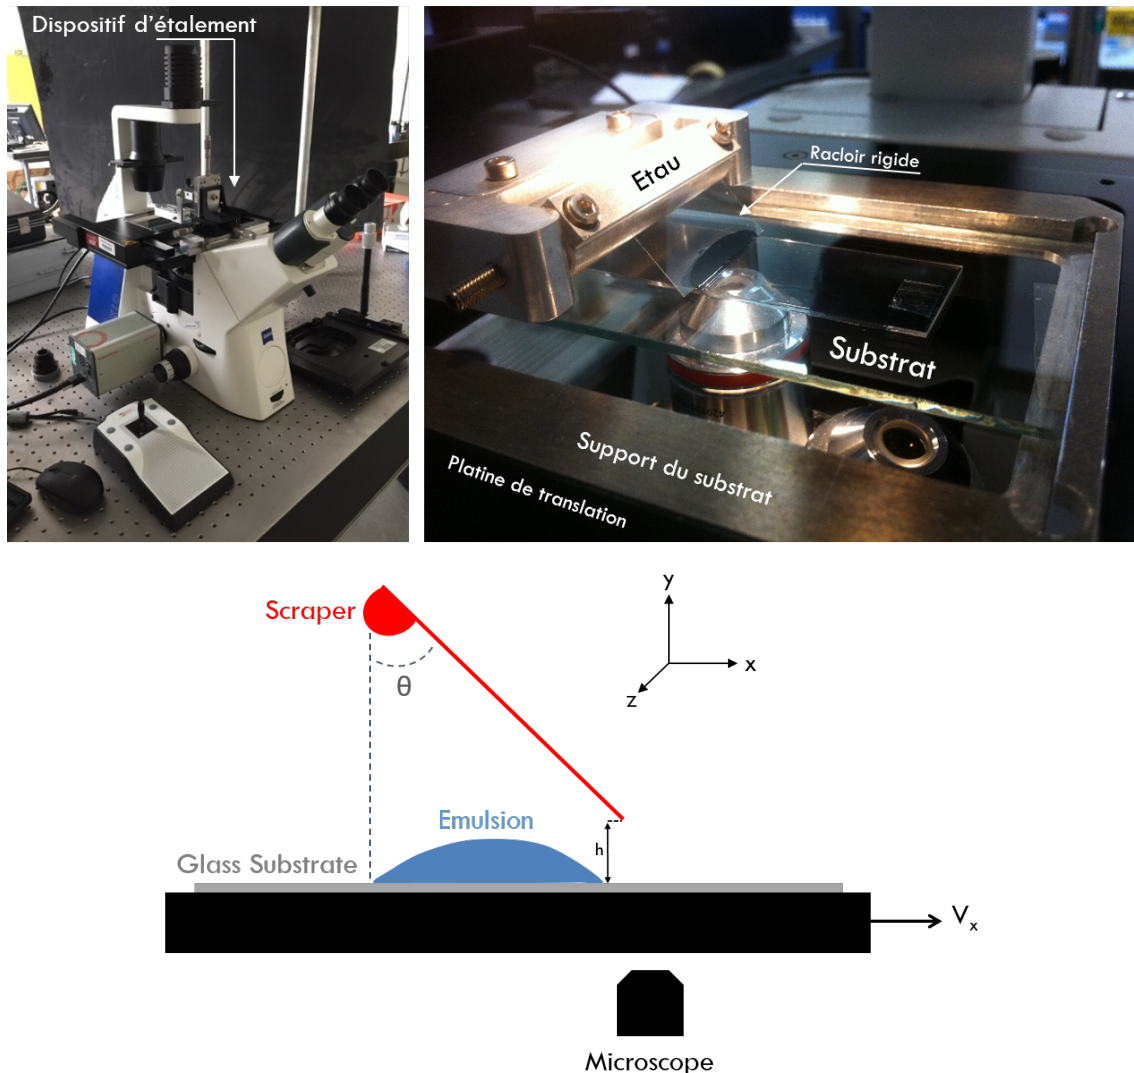 Dispositif d'étalement
Racloir rigide
Etau
Substrat
Support du substrat
Platine de translation
y
x
z
Scraper
θ
Emulsion
h
Glass Substrate
Vx
Microscope